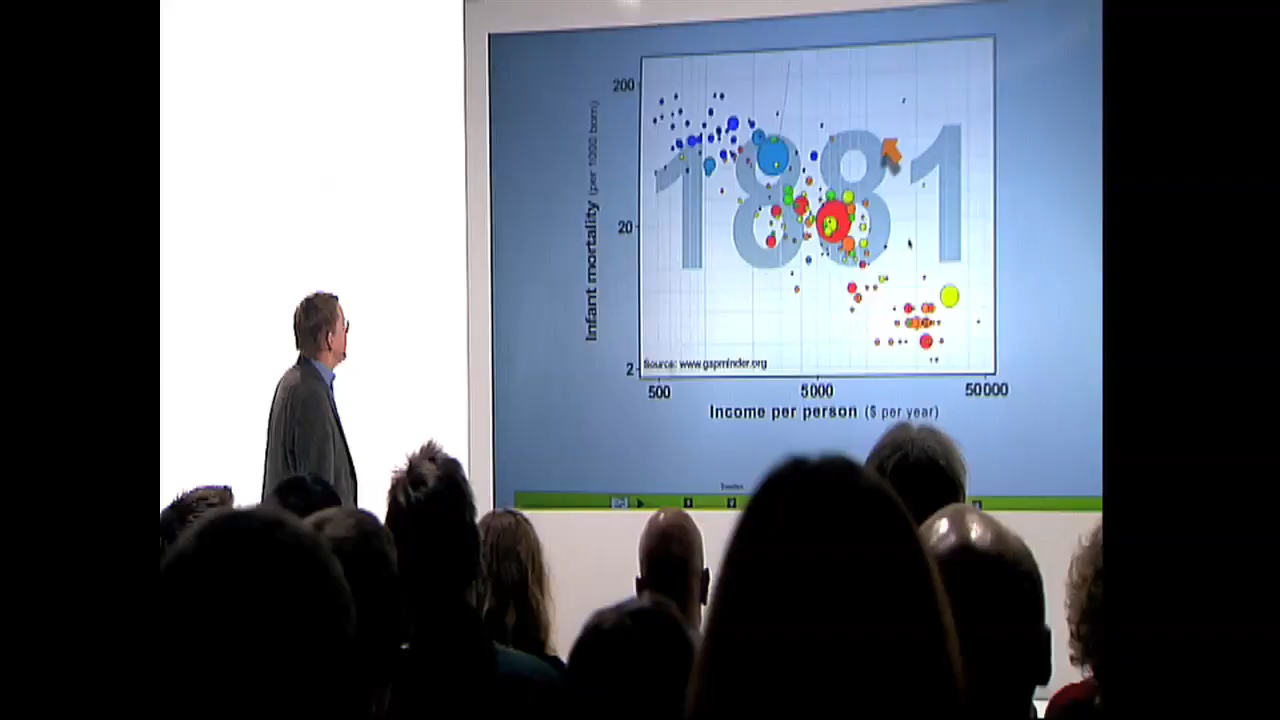 200
20
2
Infant mortality (per 1000 born)
1881
Source: www.gapminder.org
500
5000
50000
Income per person ($ per year)
Sweden